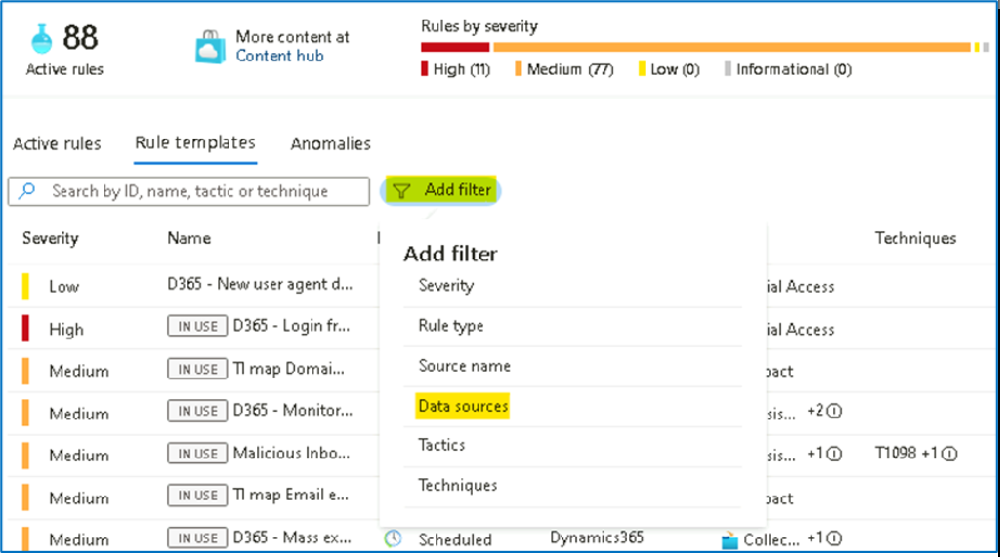 88
Active rules
More content at
Content hub
Rules by severity
High (11) Medium (77) Low (0) Informational (0)
Active rules Rule templates Anomalies
Search by ID, name, tactic or technique Add filter
Severity Name Techniques
Add filter
Severity
Rule type
Source name
Data sources
Tactics
Techniques
Low D365 - New user agent d... ial Access
High IN USE D365 - Login fr... ial Access
Medium IN USE TI map Domai... pact
Medium IN USE D365 - Monitor... sis... +2
Medium IN USE Malicious Inbo... sis... +1 T1098 +1
Medium IN USE TI map Email e... pact
Medium IN USE D365 - Mass ex... Scheduled Dynamics365 Collec... +1